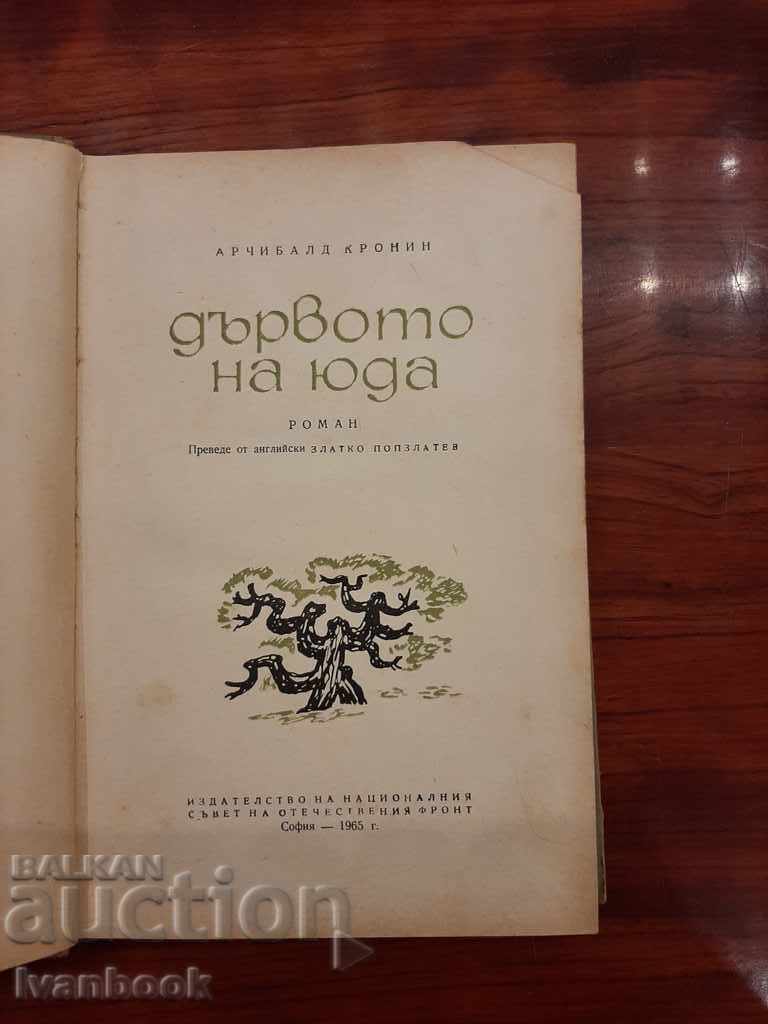 АРЧИБАЛД КРОНИН
дървото
на юда
РОМАН
Преведе от английски ЗЛАТКО ПОПЗЛАТЕВ
ИЗДАТЕЛСТВО НА НАЦИОНАЛНИЯ
СЪВЕТ НА ОТЕЧЕСТВЕНИЯ ФРОНТ
София — 1965 г.
BALKAN
auction
Ivanbook